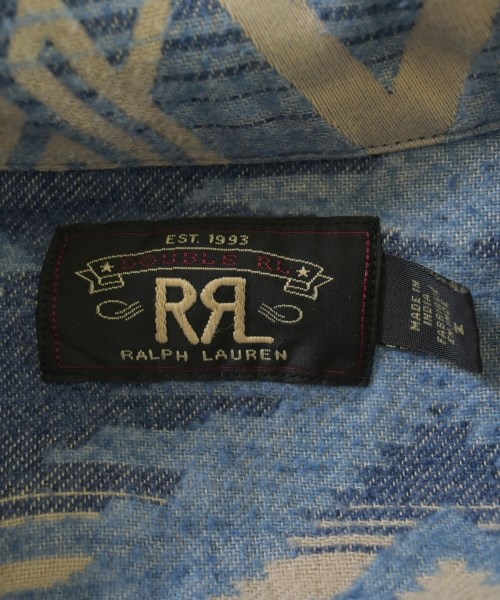 EST. 1993
DOUBLE RL
RRL
RALPH LAUREN
MADE IN
INDIA